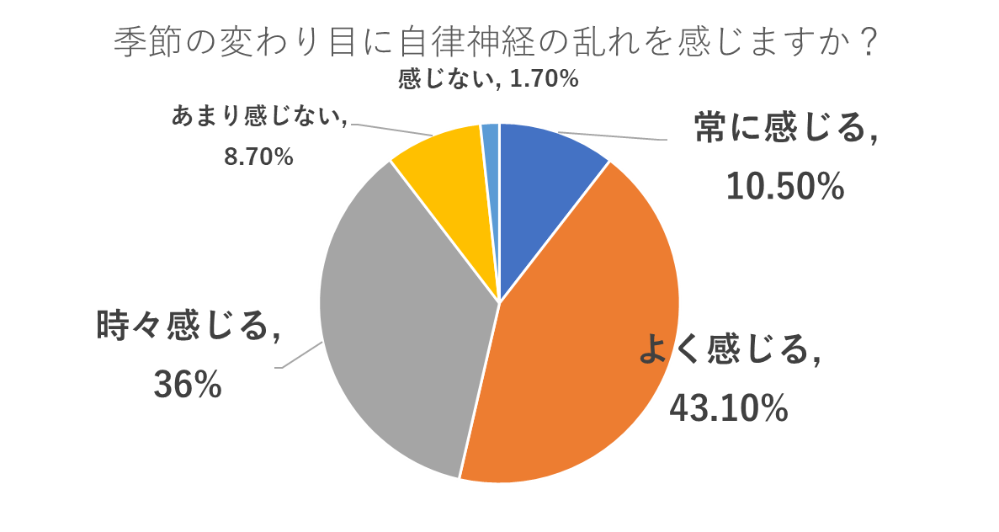 季節の変わり目に自律神経の乱れを感じますか？
感じない, 1.70%
あまり感じない,
8.70%
常に感じる,
10.50%
時々感じる,
36%
よく感じる,
43.10%